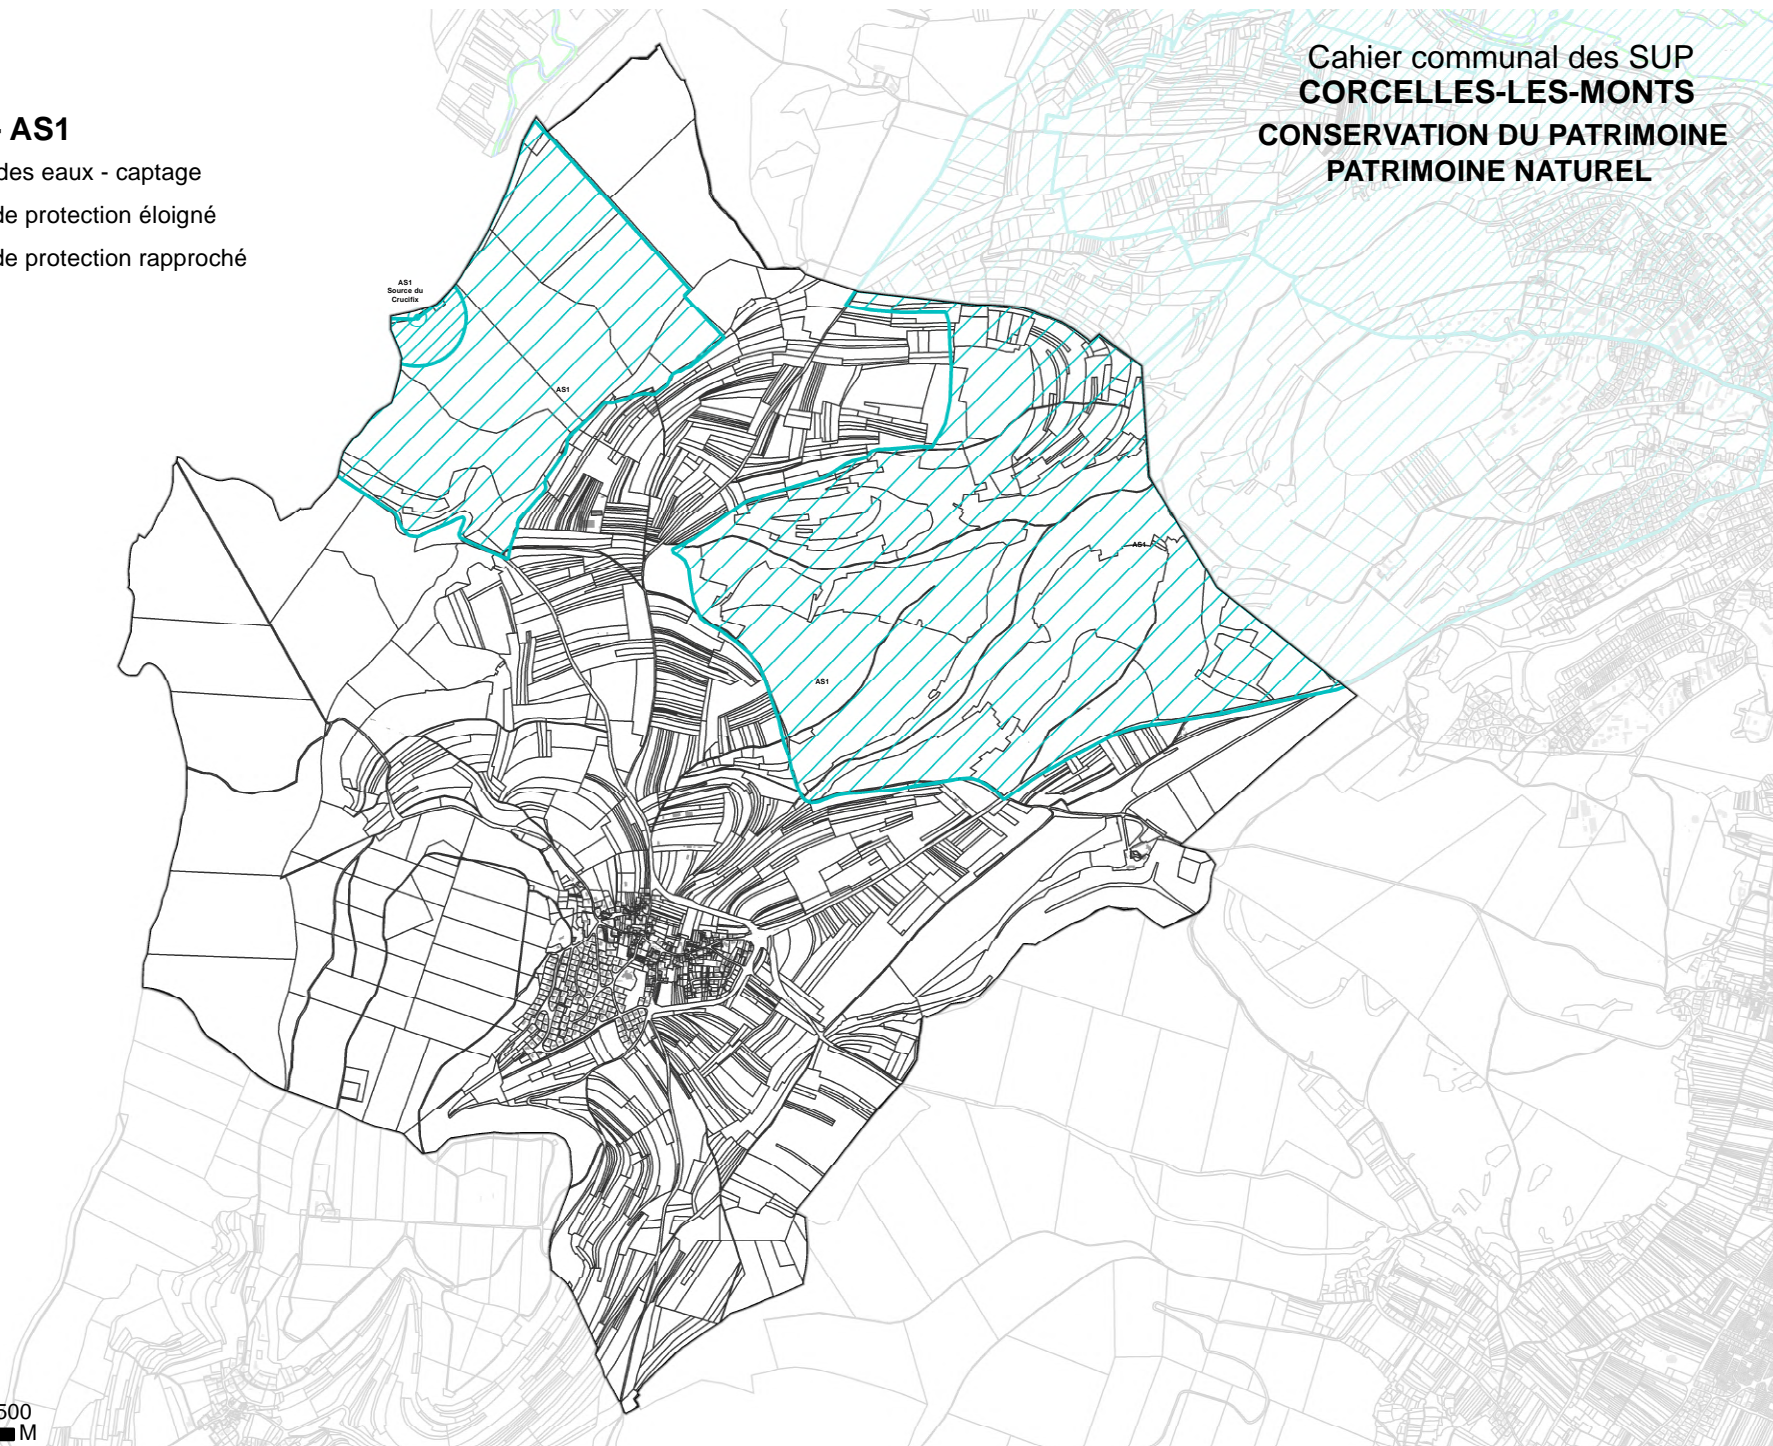 Cahier communal des SUP
CORCELLES-LES-MONTS
CONSERVATION DU PATRIMOINE
PATRIMOINE NATUREL
- AS1
des eaux - captage
de protection éloigné
de protection rapproché
AS1
Source du
Crucifix
AS1
AS1
AS1
500
M